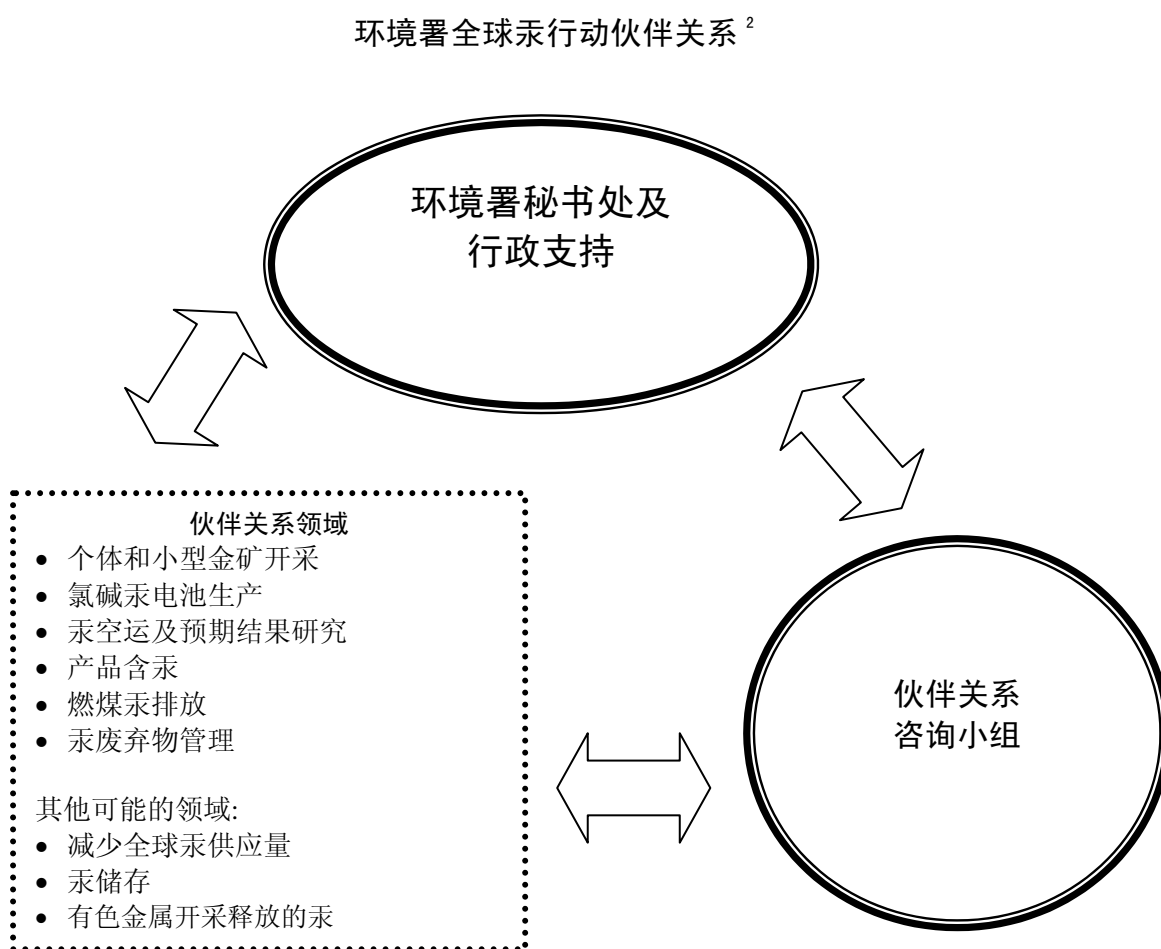 环境署全球汞行动伙伴关系 2
环境署秘书处及
行政支持
伙伴关系领域
• 个体和小型金矿开采
• 氯碱汞电池生产
• 汞空运及预期结果研究
• 产品含汞
• 燃煤汞排放
• 汞废弃物管理
其他可能的领域:
• 减少全球汞供应量
• 汞储存
• 有色金属开采释放的汞
伙伴关系
咨询小组